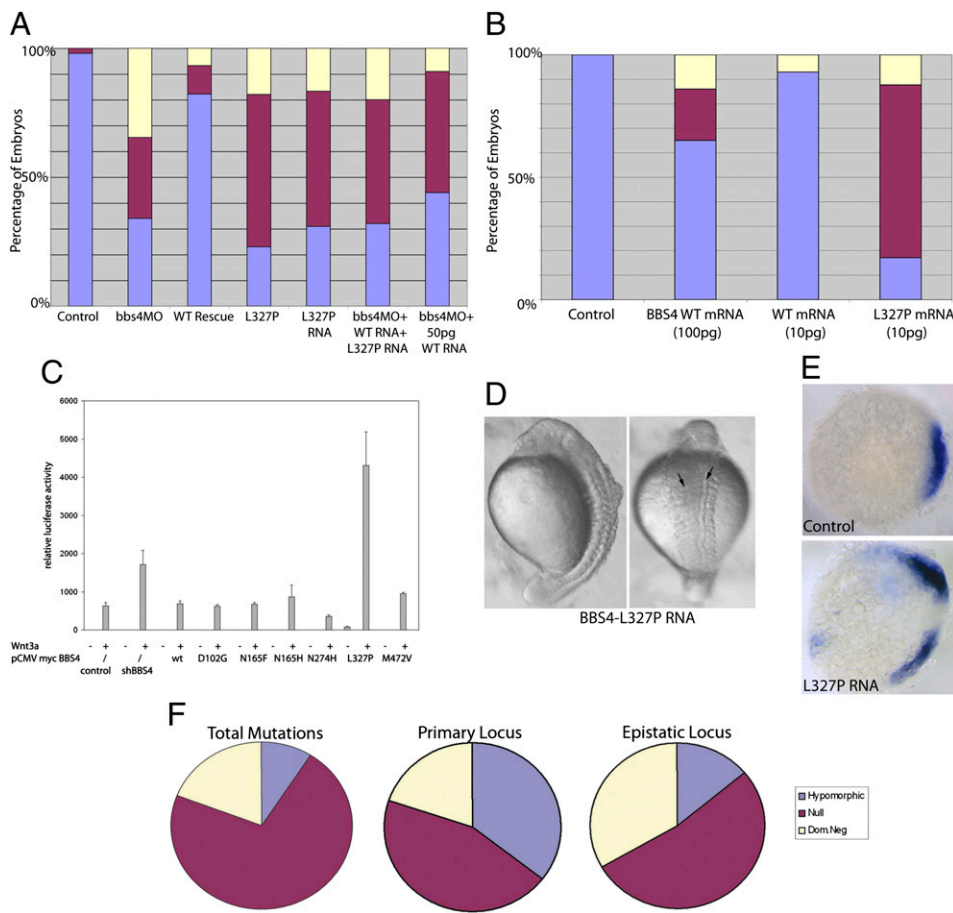 A
Percentage of Embryos
100%
50%
0%
Control
bbs4MO
WT Rescue
L327P
L327P
RNA
bbs4MO+
WT RNA+
L327P RNA
bbs4MO+
50pg
WT RNA
B
Percentage of Embryos
100%
50%
0%
Control
BBS4 WT mRNA
(100pg)
WT mRNA
(10pg)
L327P mRNA
(10pg)
C
relative luciferase activity
6000
5000
4000
3000
2000
1000
0
Wnt3a - + - + - + - + - + - + - + - + - +
pCMV myc BBS4 / / wt D102G N165F N165H N274H L327P M472V
control shBBS4
D
BBS4-L327P RNA
E
Control
L327P RNA
F
Total Mutations
Primary Locus
Epistatic Locus
Hypomorphic
Null
Dom.Neg